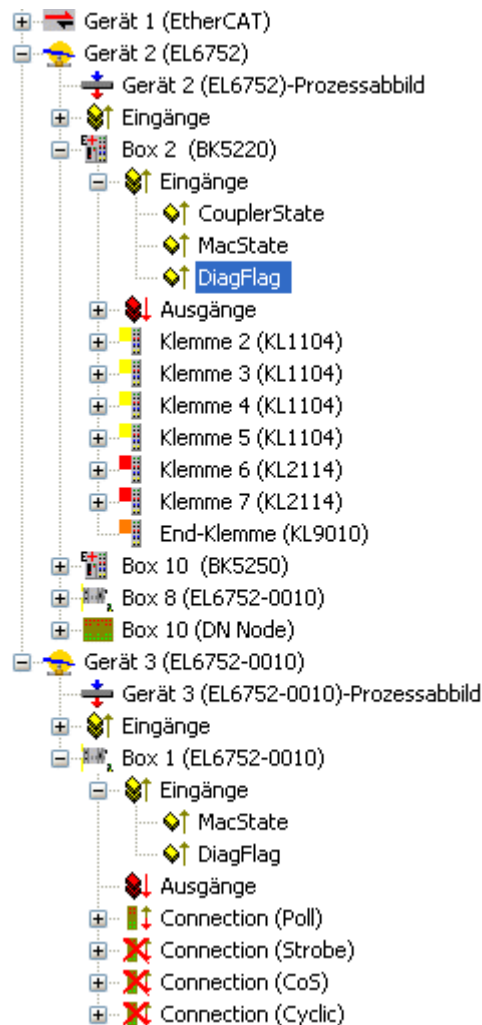 Gerät 1 (EtherCAT)
Gerät 2 (EL6752)
Gerät 2 (EL6752)-Prozessabbild
Eingänge
Box 2 (BK5220)
Eingänge
CouplerState
MacState
DiagFlag
Ausgänge
Klemme 2 (KL1104)
Klemme 3 (KL1104)
Klemme 4 (KL1104)
Klemme 5 (KL1104)
Klemme 6 (KL2114)
Klemme 7 (KL2114)
End-Klemme (KL9010)
Box 10 (BK5250)
Box 8 (EL6752-0010)
Box 10 (DN Node)
Gerät 3 (EL6752-0010)
Gerät 3 (EL6752-0010)-Prozessabbild
Eingänge
Box 1 (EL6752-0010)
Eingänge
MacState
DiagFlag
Ausgänge
Connection (Poll)
Connection (Strobe)
Connection (CoS)
Connection (Cyclic)